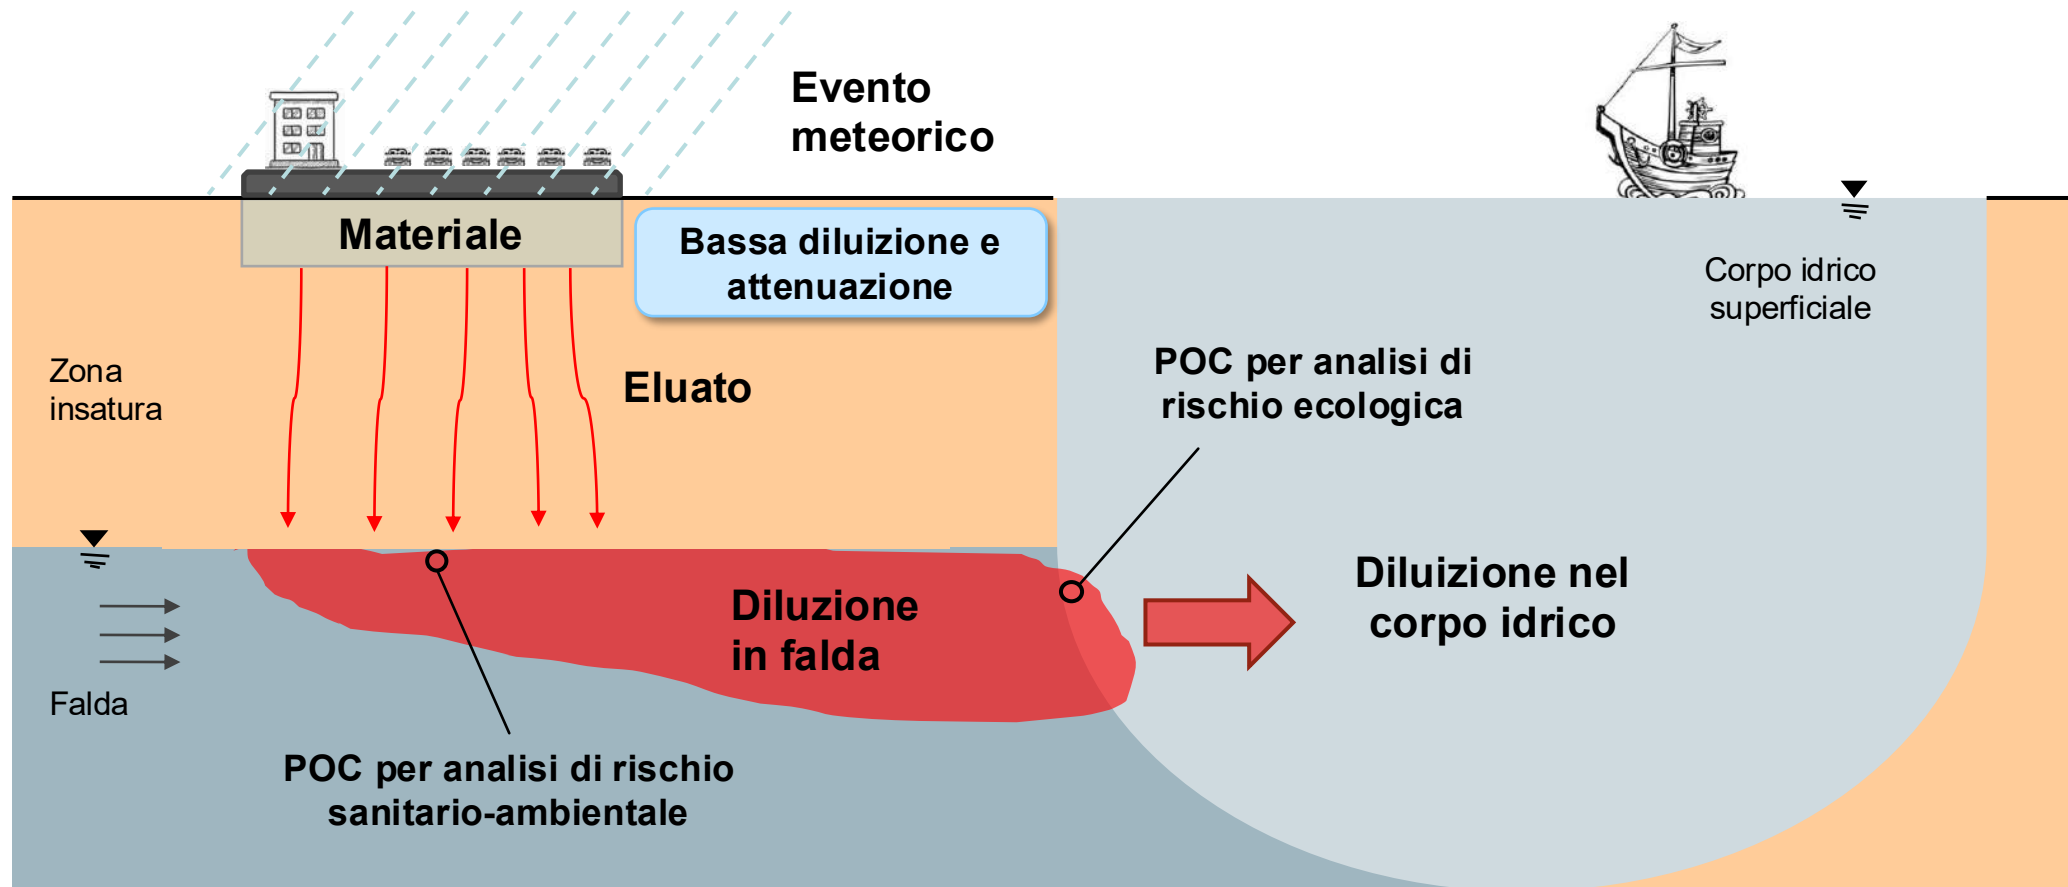 Evento
meteorico
Materiale
Bassa diluizione e
attenuazione
Corpo idrico
superficiale
Zona
insatura
Eluato
POC per analisi di
rischio ecologica
Diluzione
in falda
Diluizione nel
corpo idrico
Falda
POC per analisi di rischio
sanitario-ambientale